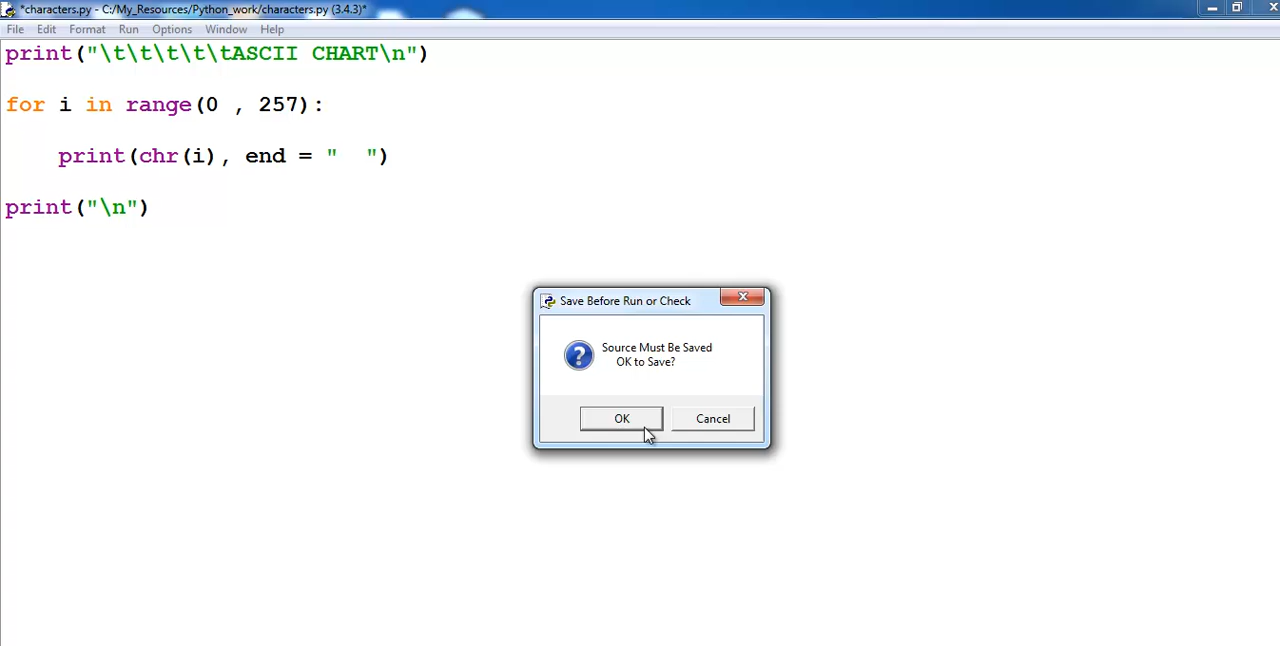 *characters.py - C:/My_Resources/Python_work/characters.py (3.4.3)*
File Edit Format Run Options Window Help
print("\t\t\t\t\tASCII CHART\n")
for i in range(0 , 257):
    print(chr(i), end = "  ")
print("\n")
Save Before Run or Check
Source Must Be Saved
OK to Save?
OK Cancel